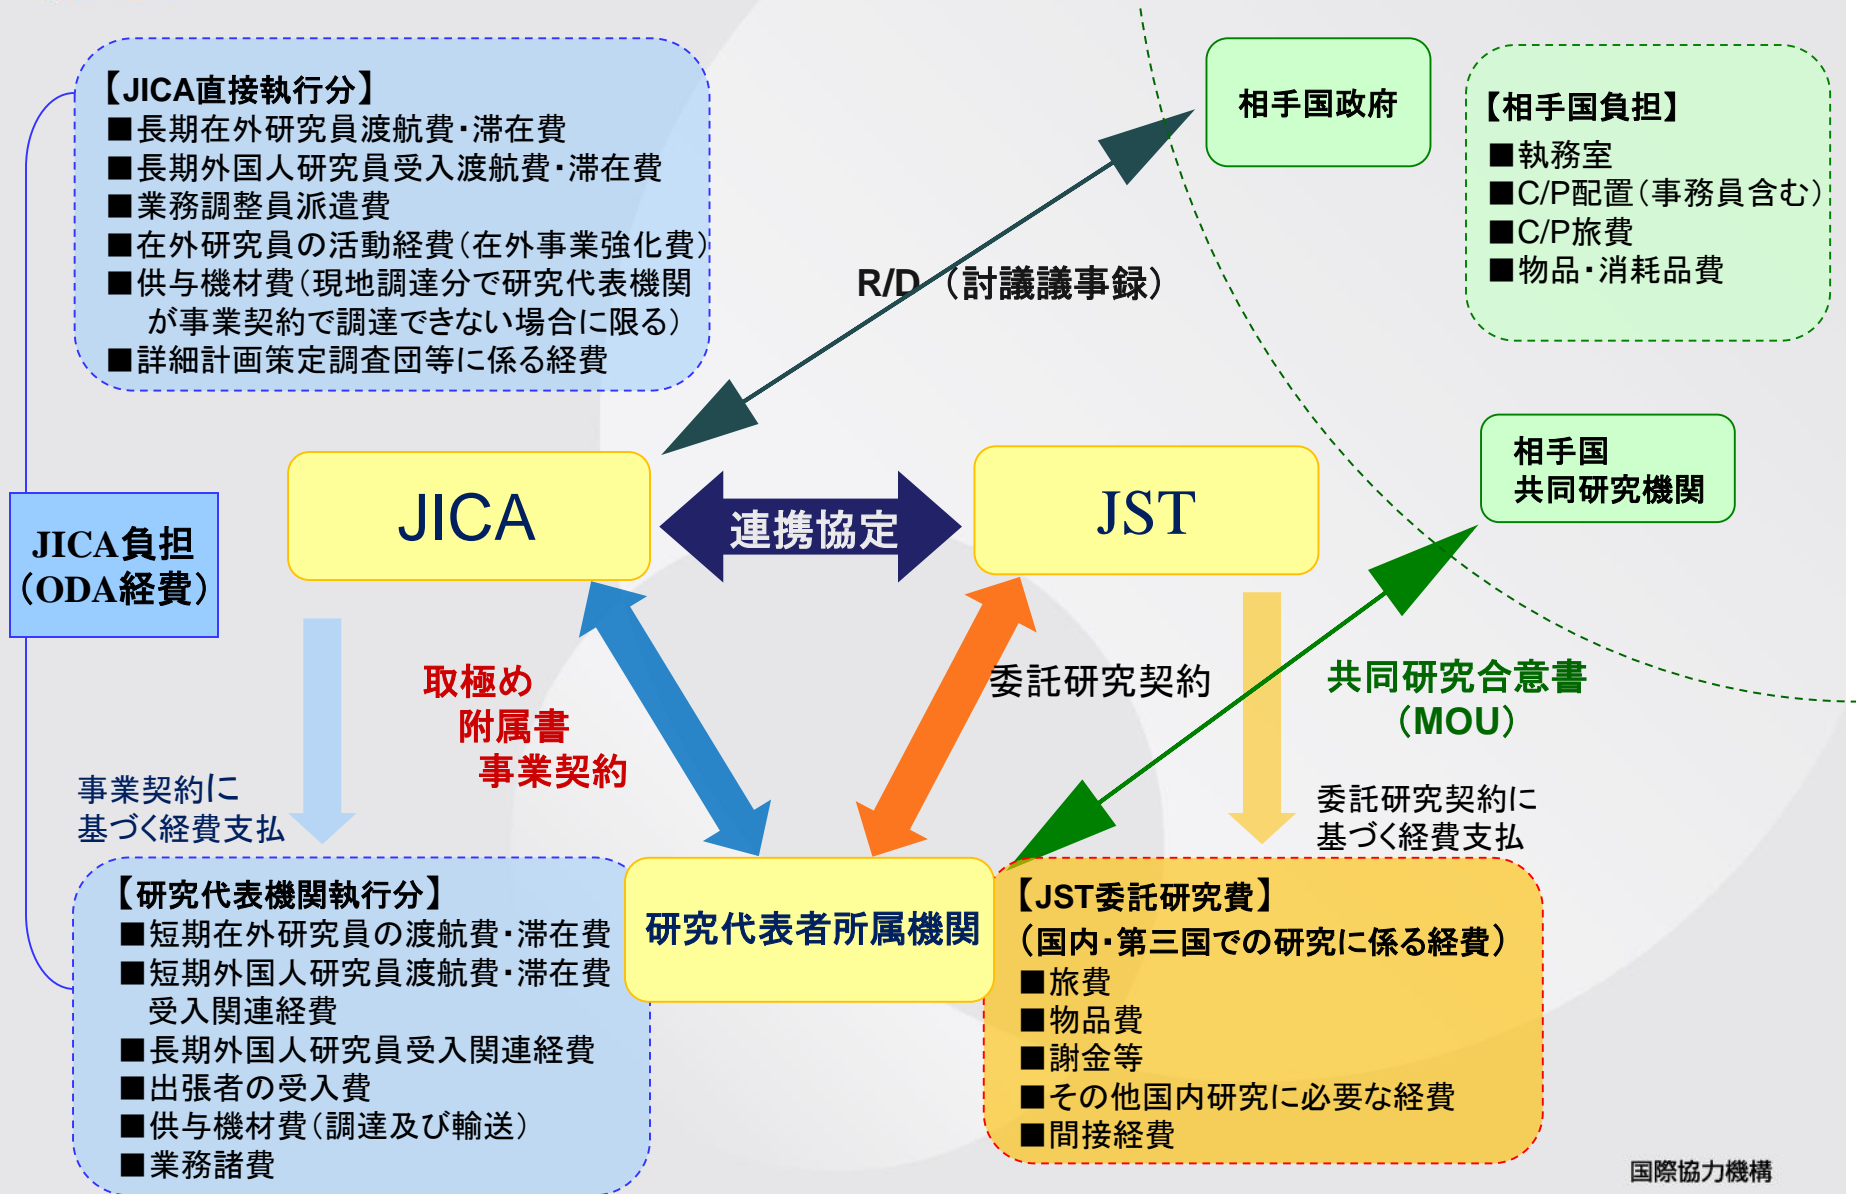 【JICA直接執行分】
■長期在外研究員渡航費・滞在費
■長期外国人研究員受入渡航費・滞在費
■業務調整員派遣費
■在外研究員の活動経費（在外事業強化費）
■供与機材費（現地調達分で研究代表機関
が事業契約で調達できない場合に限る）
■詳細計画策定調査団等に係る経費
相手国政府
【相手国負担】
■執務室
■C/P配置（事務員含む）
■C/P旅費
■物品・消耗品費
R/D （討議議事録）
JICA
連携協定
JST
相手国
共同研究機関
JICA負担
（ODA経費）
取極め
附属書
事業契約
委託研究契約
共同研究合意書
（MOU）
事業契約に
基づく経費支払
委託研究契約に
基づく経費支払
【研究代表機関執行分】
■短期在外研究員の渡航費・滞在費
■短期外国人研究員渡航費・滞在費
受入関連経費
■長期外国人研究員受入関連経費
■出張者の受入費
■供与機材費（調達及び輸送）
■業務諸費
研究代表者所属機関
【JST委託研究費】
（国内・第三国での研究に係る経費）
■旅費
■物品費
■謝金等
■その他国内研究に必要な経費
■間接経費
国際協力機構